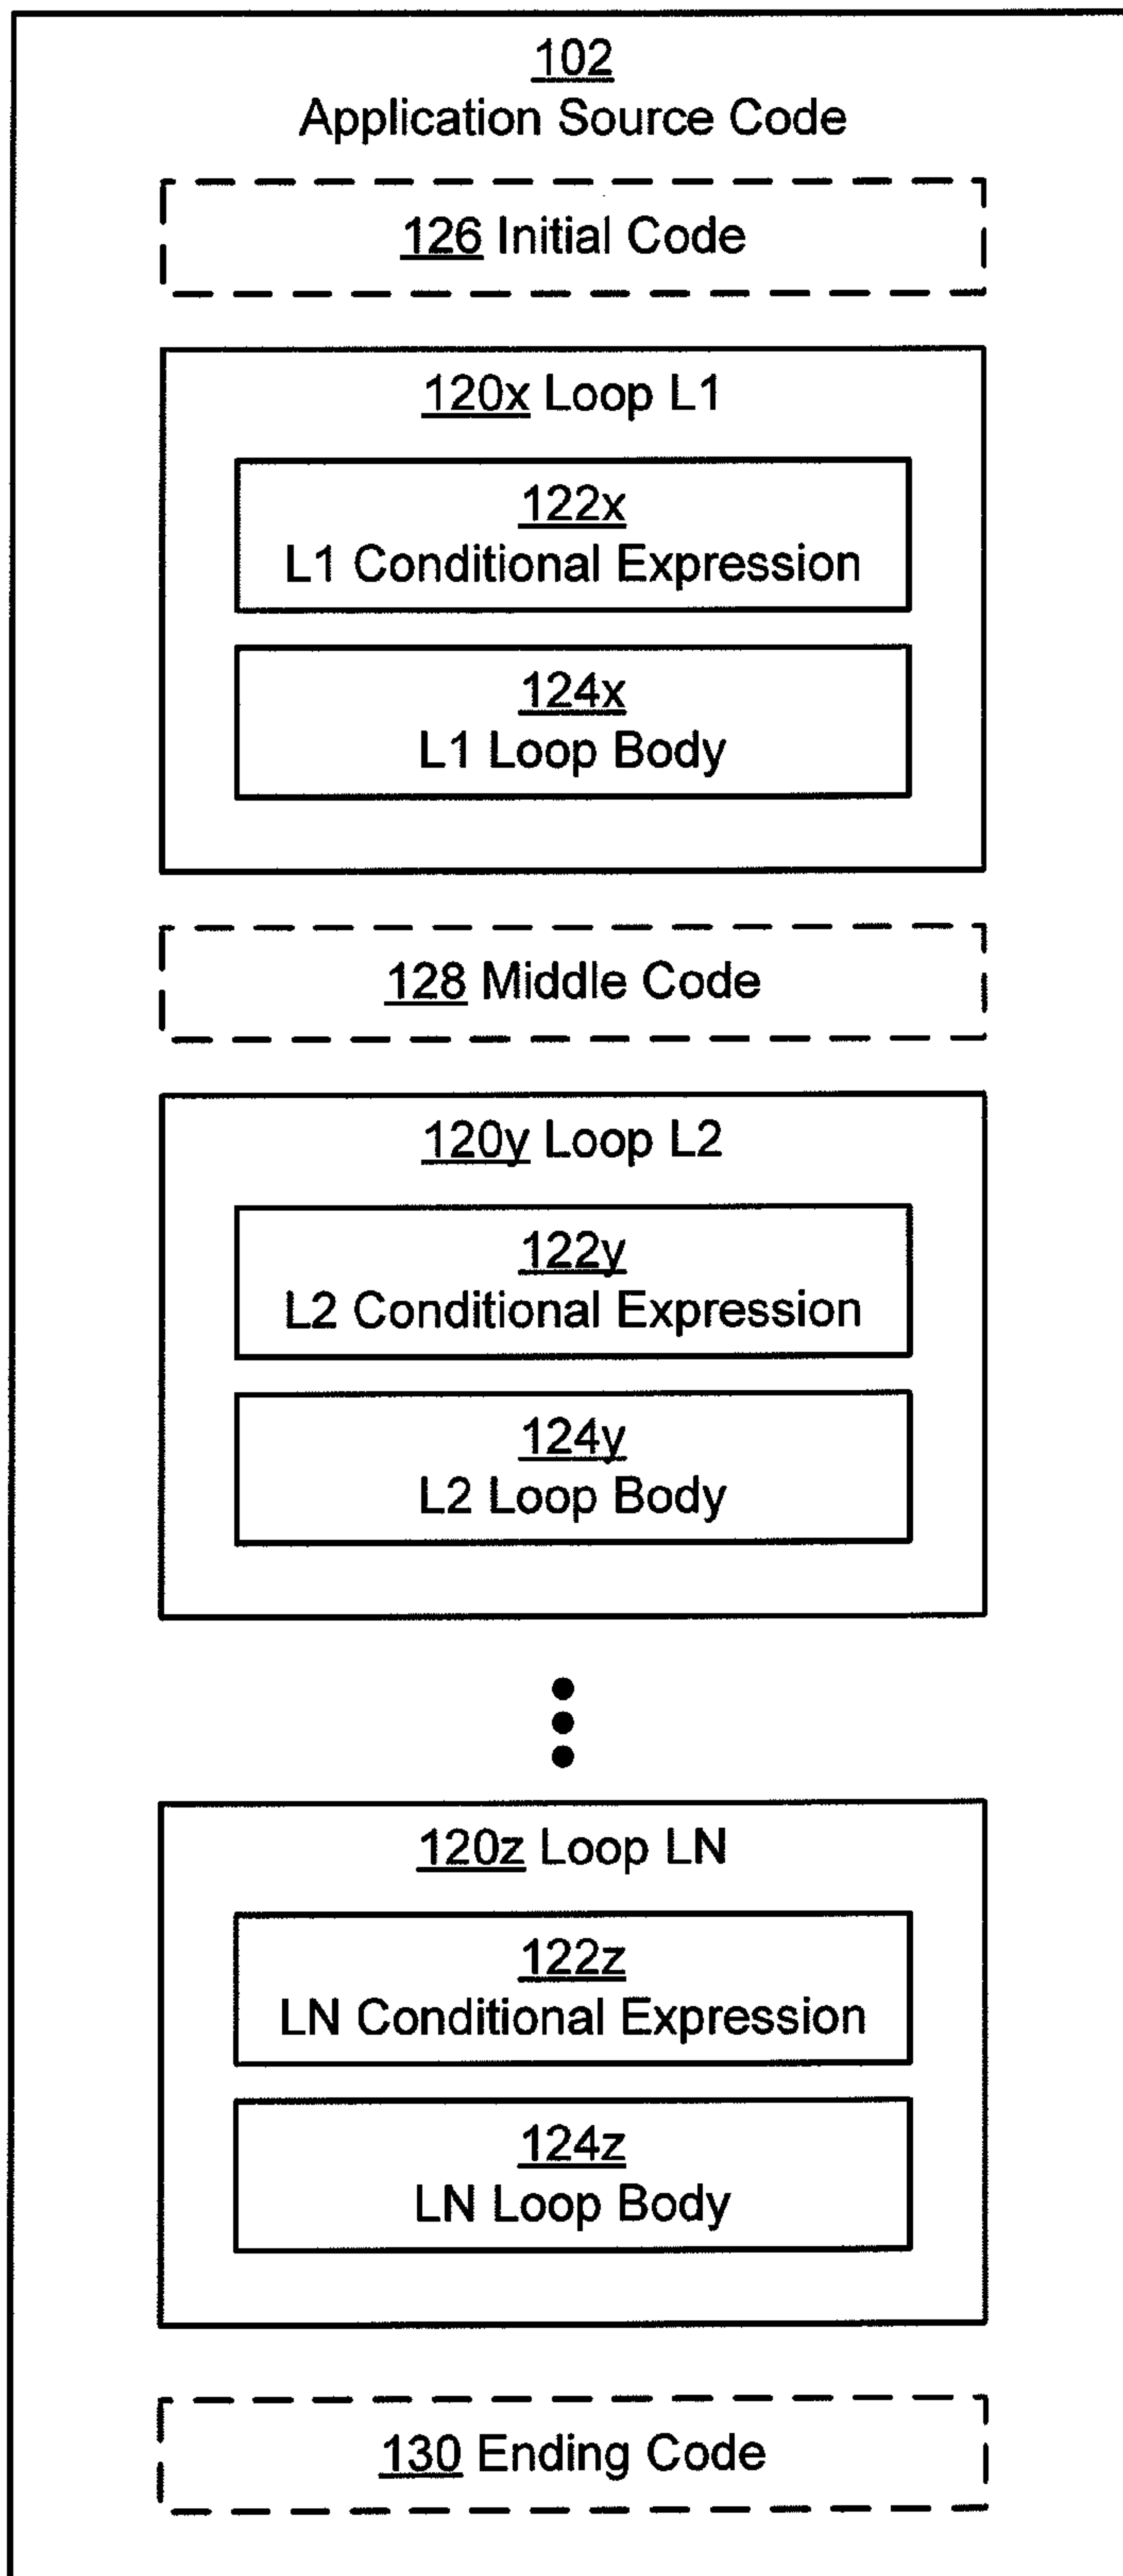 102
Application Source Code
126 Initial Code
120x Loop L1
122x
L1 Conditional Expression
124x
L1 Loop Body
128 Middle Code
120y Loop L2
122y
L2 Conditional Expression
124y
L2 Loop Body
120z Loop LN
122z
LN Conditional Expression
124z
LN Loop Body
130 Ending Code